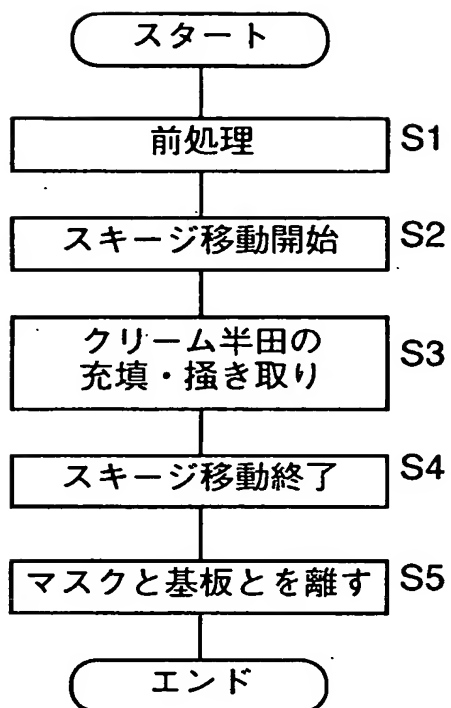 スタート
前処理 S1
スキージ移動開始 S2
クリーム半田の
充填・掻き取り S3
スキージ移動終了 S4
マスクと基板とを離す S5
エンド